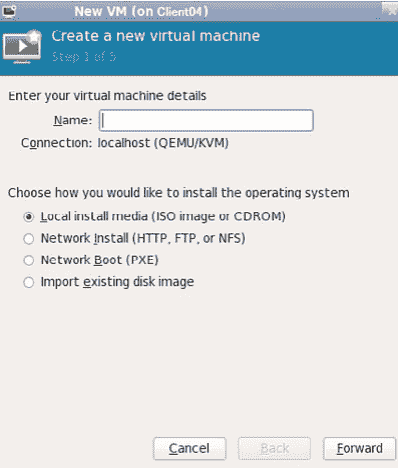 New VM (on Client04)
Create a new virtual machine
Step 1 of 5
Enter your virtual machine details
Name:
Connection: localhost (QEMU/KVM)
Choose how you would like to install the operating system
Local install media (ISO image or CDROM)
Network Install (HTTP, FTP, or NFS)
Network Boot (PXE)
Import existing disk image
Cancel Back Forward